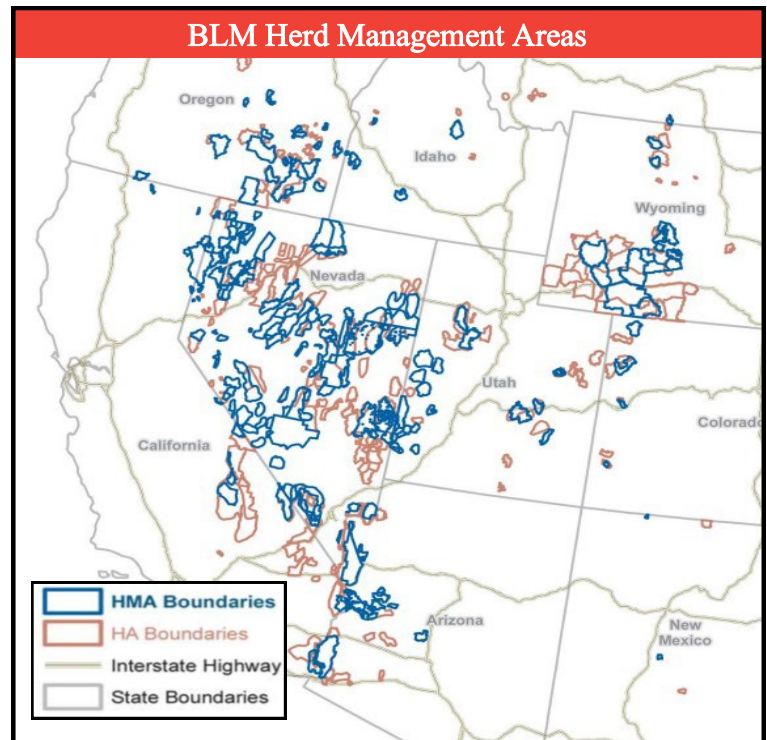 BLM Herd Management Areas
Oregon
Idaho
Wyoming
Nevada
Utah
Colorad
California
HMA Boundaries
HA Boundaries
Interstate Highway
State Boundaries
Arizona
New
Mexico